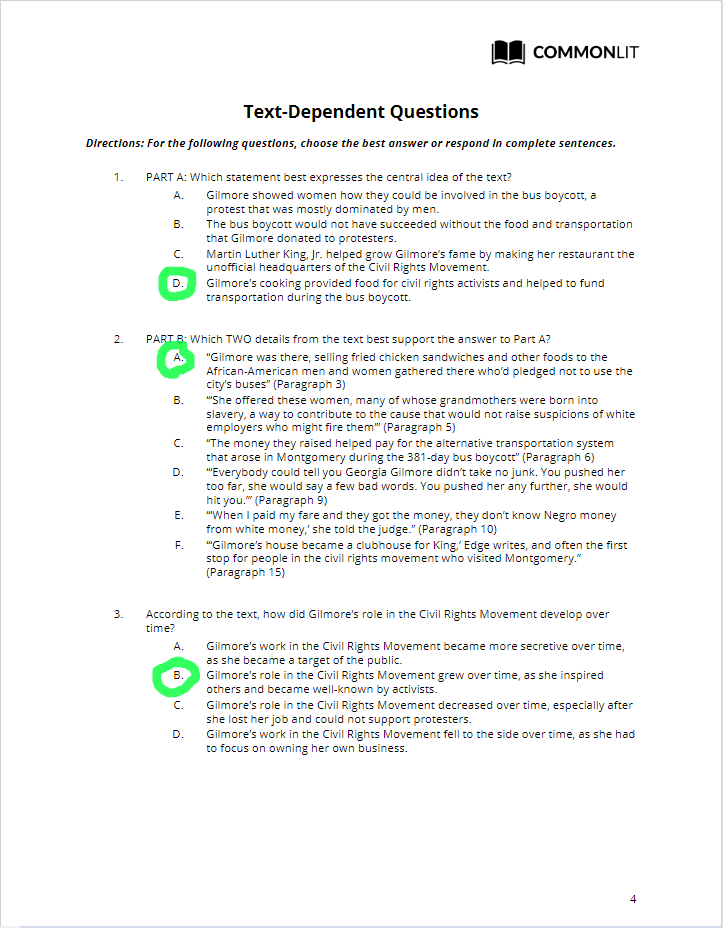 COMMONLIT
Text-Dependent Questions
Directions: For the following questions, choose the best answer or respond in complete sentences.
1. PART A: Which statement best expresses the central idea of the text?
A. Gilmore showed women how they could be involved in the bus boycott, a
protest that was mostly dominated by men.
B. The bus boycott would not have succeeded without the food and transportation
that Gilmore donated to protesters.
C. Martin Luther King, Jr. helped grow Gilmore’s fame by making her restaurant the
unofficial headquarters of the Civil Rights Movement.
D. Gilmore’s cooking provided food for civil rights activists and helped to fund
transportation during the bus boycott.
2. PART B: Which TWO details from the text best support the answer to Part A?
A. “Gilmore was there, selling fried chicken sandwiches and other foods to the
African-American men and women gathered there who’d pledged not to use the
city’s buses” (Paragraph 3)
B. “‘She offered these women, many of whose grandmothers were born into
slavery, a way to contribute to the cause that would not raise suspicions of white
employers who might fire them’” (Paragraph 5)
C. “The money they raised helped pay for the alternative transportation system
that arose in Montgomery during the 381-day bus boycott” (Paragraph 6)
D. “‘Everybody could tell you Georgia Gilmore didn’t take no junk. You pushed her
too far, she would say a few bad words. You pushed her any further, she would
hit you.’” (Paragraph 9)
E. “‘When I paid my fare and they got the money, they don’t know Negro money
from white money,’ she told the judge.” (Paragraph 10)
F. “‘Gilmore’s house became a clubhouse for King,’ Edge writes, and often the first
stop for people in the civil rights movement who visited Montgomery.”
(Paragraph 15)
3. According to the text, how did Gilmore’s role in the Civil Rights Movement develop over
time?
A. Gilmore’s work in the Civil Rights Movement became more secretive over time,
as she became a target of the public.
B. Gilmore’s role in the Civil Rights Movement grew over time, as she inspired
others and became well-known by activists.
C. Gilmore’s role in the Civil Rights Movement decreased over time, especially after
she lost her job and could not support protesters.
D. Gilmore’s work in the Civil Rights Movement fell to the side over time, as she had
to focus on owning her own business.
4